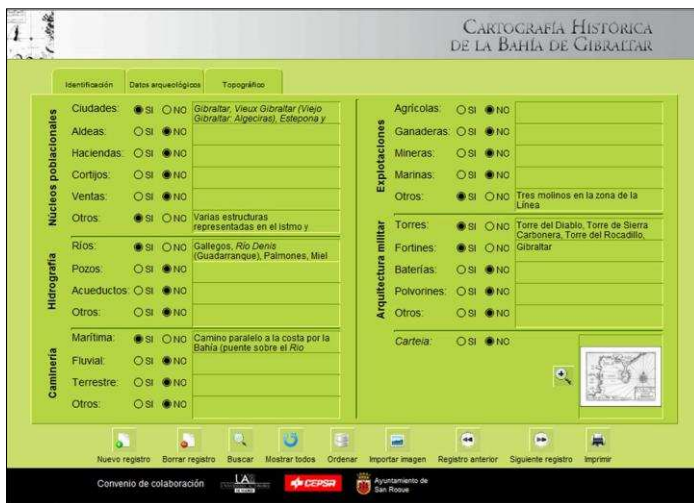 CARTOGRAFÍA HISTÓRICA
DE LA BAHÍA DE GIBRALTAR
Identificación Datos arqueológicos Topográfico
Núcleos poblacionales
Ciudades: SI NO Gibraltar, Vieux Gibraltar (Viejo
Gibraltar: Algeciras), Estepona y
Aldeas: SI NO
Haciendas: SI NO
Cortijos: SI NO
Ventas: SI NO
Otros: SI NO Varias estructuras
representadas en el istmo y
Hidrografía
Ríos: SI NO Gallegos, Río Denis
(Guadarranque), Palmones, Miel
Pozos: SI NO
Acueductos: SI NO
Otros: SI NO
Caminería
Marítima: SI NO Camino paralelo a la costa por la
Bahía (puente sobre el Río
Fluvial: SI NO
Terrestre: SI NO
Otros: SI NO
Explotaciones
Agrícolas: SI NO
Ganaderas: SI NO
Mineras: SI NO
Marinas: SI NO
Otros: SI NO Tres molinos en la zona de la
Línea
Arquitectura militar
Torres: SI NO Torre del Diablo, Torre de Sierra
Carbonera, Torre del Rocadillo,
Fortines: SI NO Gibraltar
Baterías: SI NO
Polvorines: SI NO
Otros: SI NO
Carteia: SI NO
Nuevo registro Borrar registro Buscar Mostrar todos Ordenar Importar imagen Registro anterior Siguiente registro Imprimir
Convenio de colaboración LA CEPSA Ayuntamiento de
San Roque